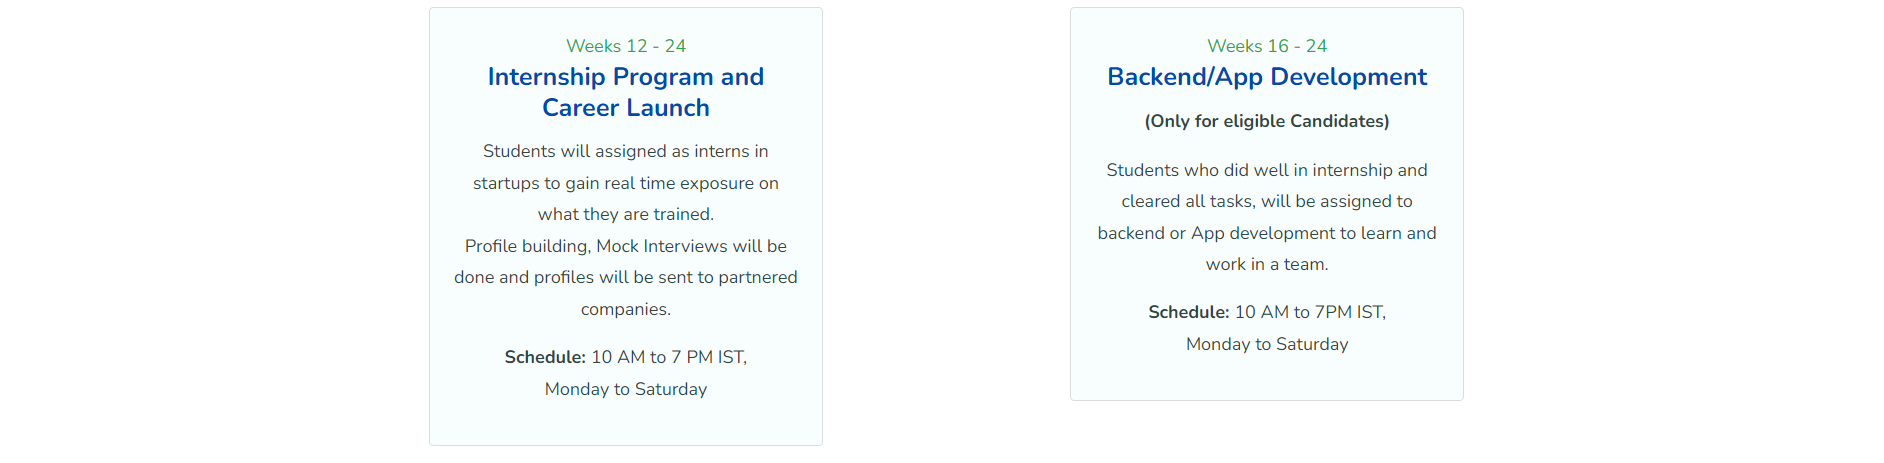 Weeks 12 - 24
Internship Program and
Career Launch
Students will assigned as interns in
startups to gain real time exposure on
what they are trained.
Profile building, Mock Interviews will be
done and profiles will be sent to partnered
companies.
Schedule: 10 AM to 7 PM IST,
Monday to Saturday
Weeks 16 - 24
Backend/App Development
(Only for eligible Candidates)
Students who did well in internship and
cleared all tasks, will be assigned to
backend or App development to learn and
work in a team.
Schedule: 10 AM to 7PM IST,
Monday to Saturday